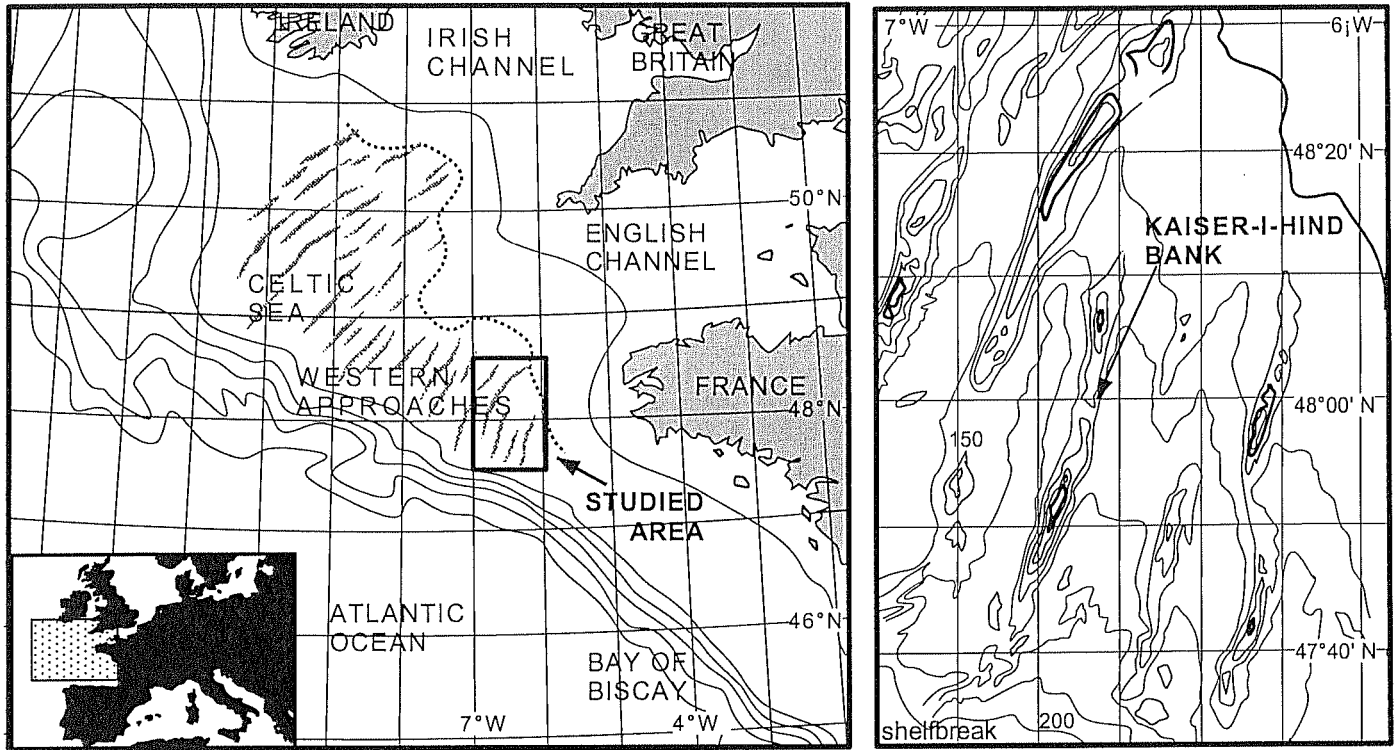 IRELAND
IRISH
CHANNEL
GREAT
BRITAIN
50°N
ENGLISH
CHANNEL
CELTIC
SEA
WESTERN
APPROACHES
FRANCE
48°N
STUDIED
AREA
ATLANTIC
OCEAN
46°N
BAY OF
BISCAY
7°W
4°W
7°W
6¡W
48°20' N
KAISER-I-HIND
BANK
48°00' N
150
47°40' N
200
shelfbreak